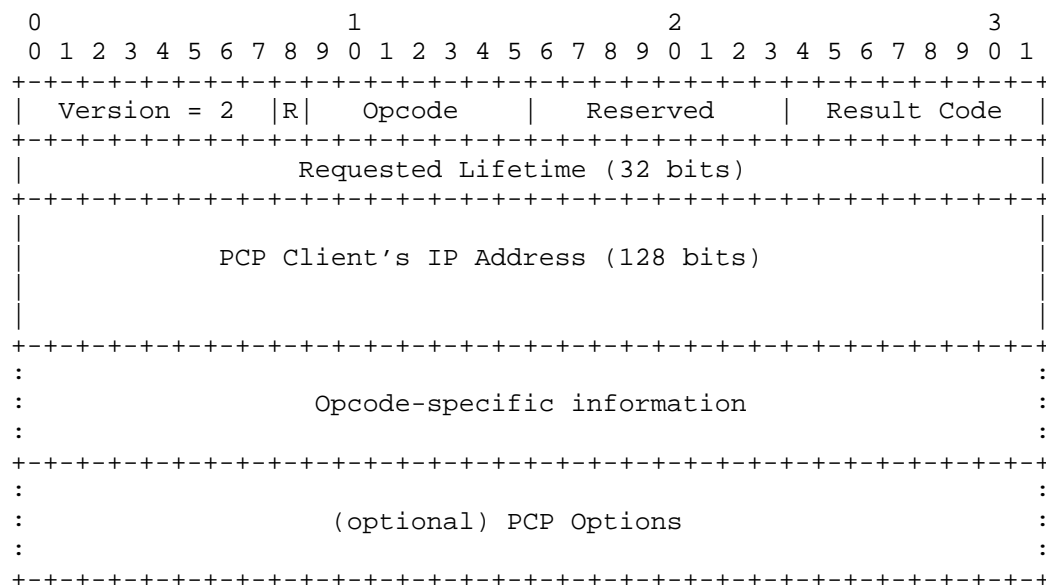 0                   1                   2                   3
 0 1 2 3 4 5 6 7 8 9 0 1 2 3 4 5 6 7 8 9 0 1 2 3 4 5 6 7 8 9 0 1
+-+-+-+-+-+-+-+-+-+-+-+-+-+-+-+-+-+-+-+-+-+-+-+-+-+-+-+-+-+-+-+-+
|  Version = 2  |R|   Opcode    |   Reserved    |  Result Code  |
+-+-+-+-+-+-+-+-+-+-+-+-+-+-+-+-+-+-+-+-+-+-+-+-+-+-+-+-+-+-+-+-+
|                 Requested Lifetime (32 bits)                  |
+-+-+-+-+-+-+-+-+-+-+-+-+-+-+-+-+-+-+-+-+-+-+-+-+-+-+-+-+-+-+-+-+
|                                                               |
|            PCP Client’s IP Address (128 bits)                 |
|                                                               |
|                                                               |
+-+-+-+-+-+-+-+-+-+-+-+-+-+-+-+-+-+-+-+-+-+-+-+-+-+-+-+-+-+-+-+-+
:                                                               :
:                  Opcode-specific information                  :
:                                                               :
+-+-+-+-+-+-+-+-+-+-+-+-+-+-+-+-+-+-+-+-+-+-+-+-+-+-+-+-+-+-+-+-+
:                                                               :
:                   (optional) PCP Options                      :
:                                                               :
+-+-+-+-+-+-+-+-+-+-+-+-+-+-+-+-+-+-+-+-+-+-+-+-+-+-+-+-+-+-+-+-+